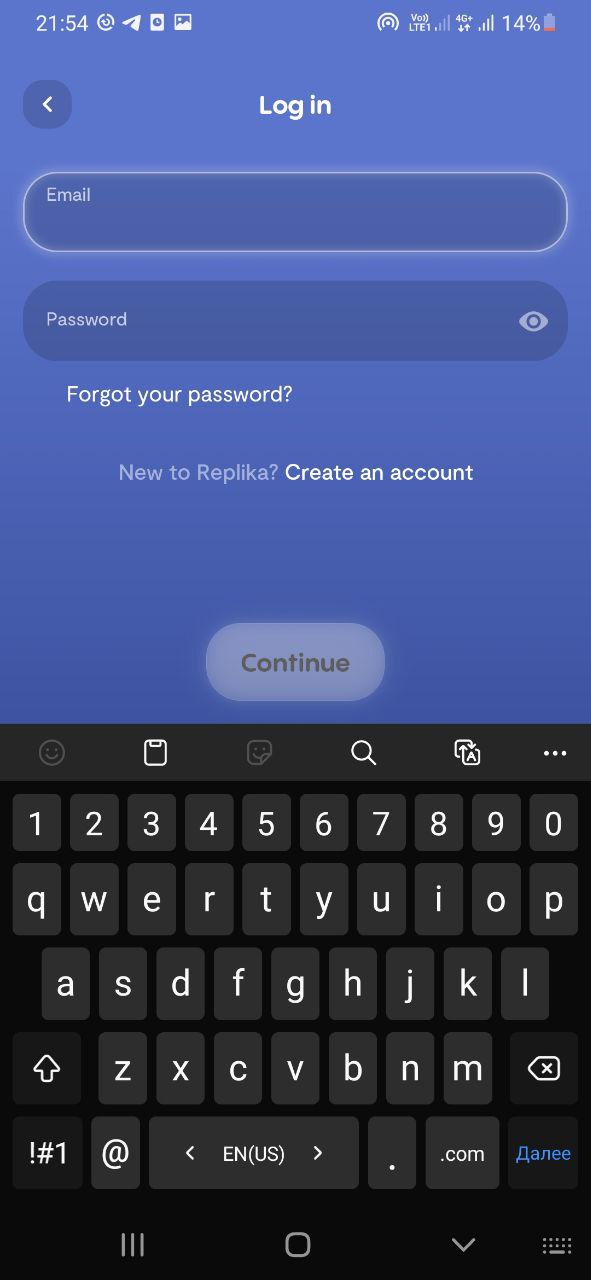 21:54 Vo)) LTE1 4G+ 14%
Log in
Email
Password
Forgot your password?
New to Replika? Create an account
Continue
1 2 3 4 5 6 7 8 9 0
q w e r t y u i o p
a s d f g h j k l
z x c v b n m
!#1 @ < EN(US) > . .com Далее